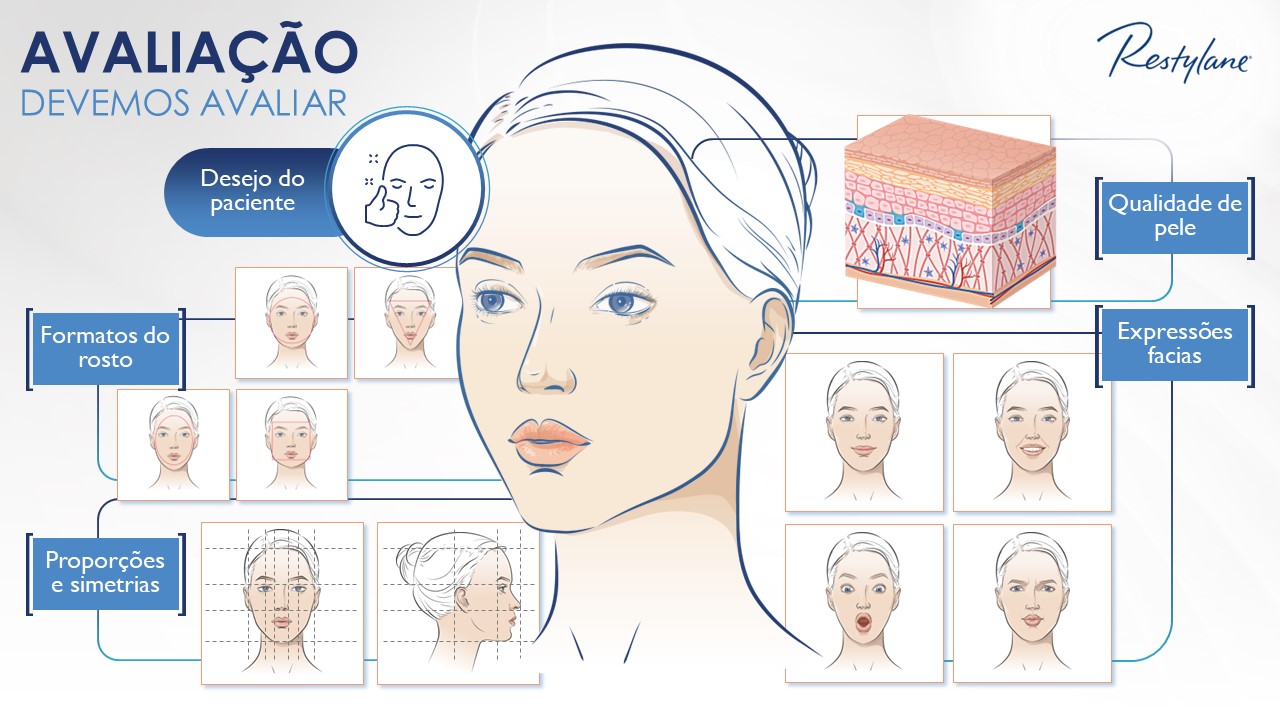 AVALIAÇÃO
DEVEMOS AVALIAR
Restylane
Desejo do
paciente
Qualidade de
pele
Formatos do
rosto
Expressões
facias
Proporções
e simetrias